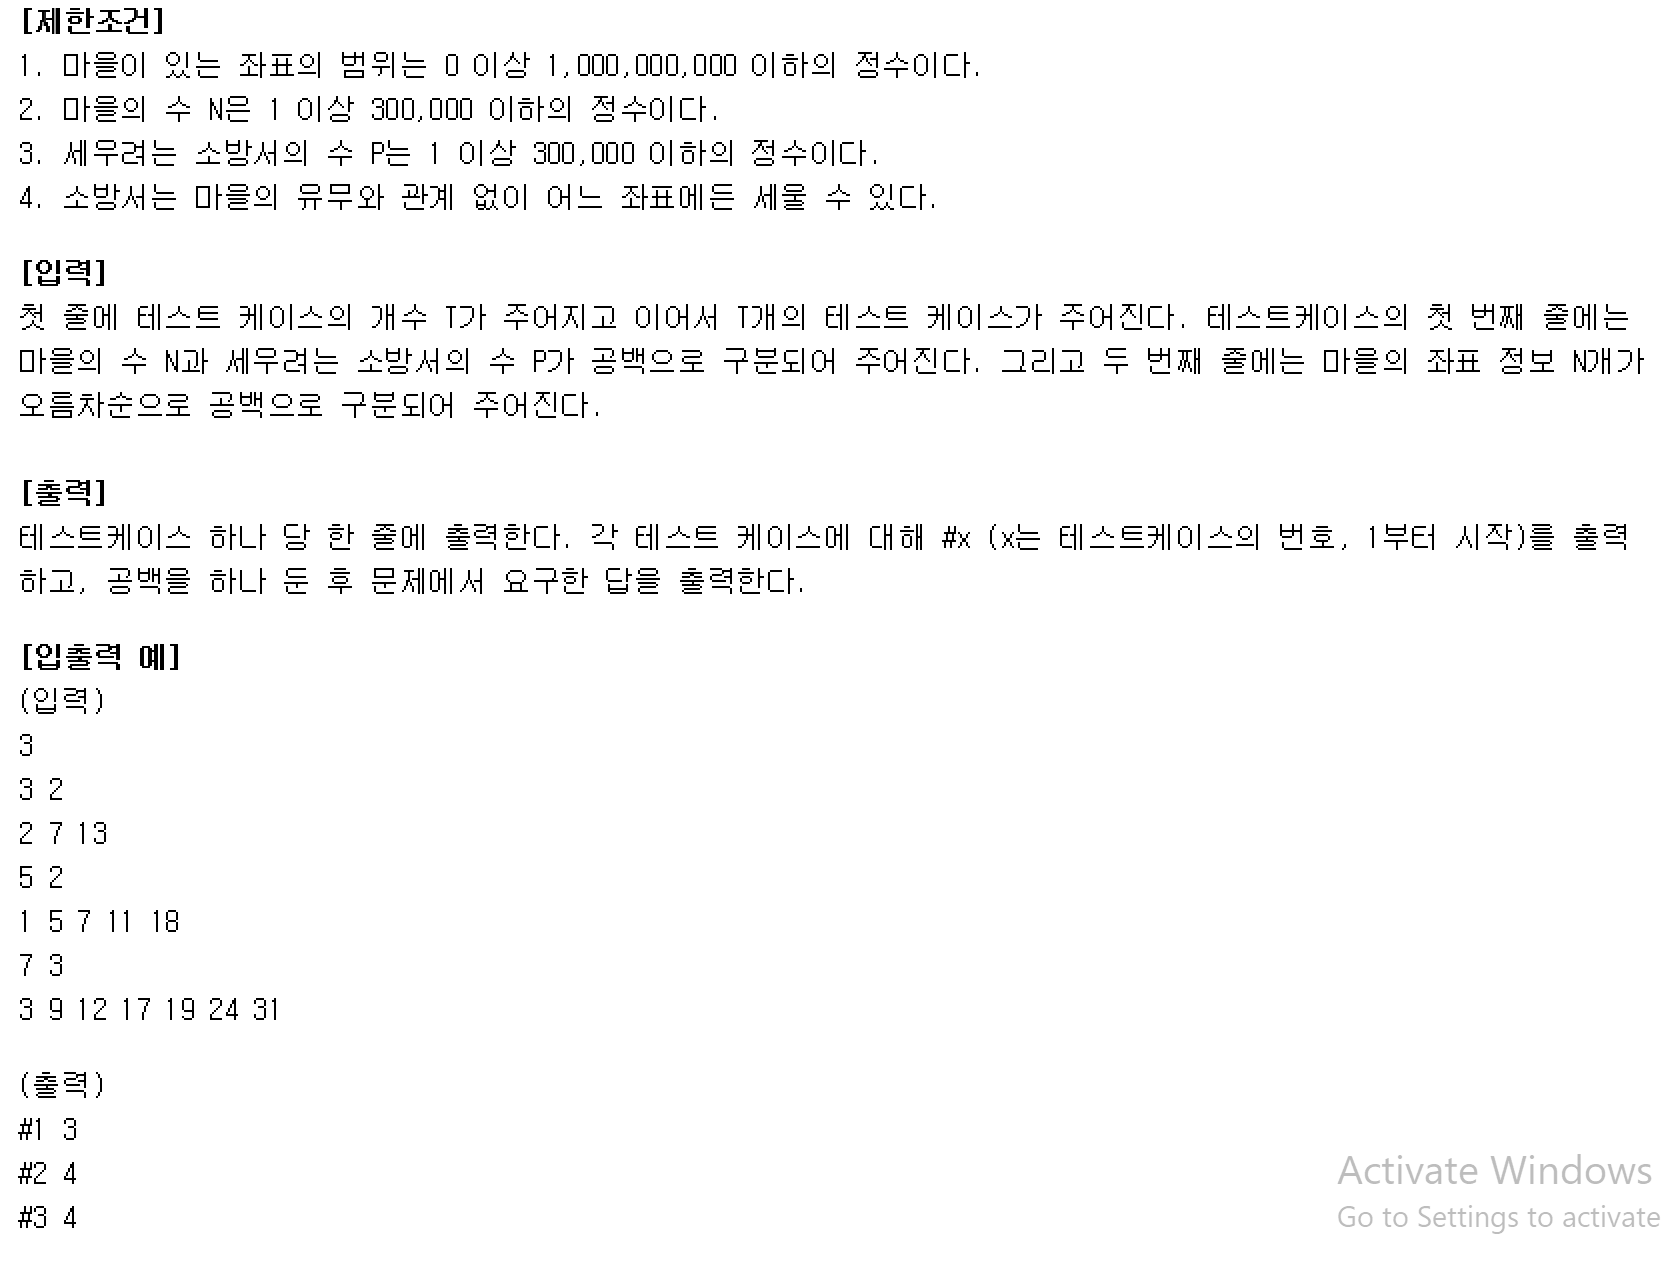 [제한조건]
1. 마을이 있는 좌표의 범위는 0 이상 1,000,000,000 이하의 정수이다.
2. 마을의 수 N은 1 이상 300,000 이하의 정수이다.
3. 세우려는 소방서의 수 P는 1 이상 300,000 이하의 정수이다.
4. 소방서는 마을의 유무와 관계 없이 어느 좌표에든 세울 수 있다.
[입력]
첫 줄에 테스트 케이스의 개수 T가 주어지고 이어서 T개의 테스트 케이스가 주어진다. 테스트케이스의 첫 번째 줄에는
마을의 수 N과 세우려는 소방서의 수 P가 공백으로 구분되어 주어진다. 그리고 두 번째 줄에는 마을의 좌표 정보 N개가
오름차순으로 공백으로 구분되어 주어진다.
[출력]
테스트케이스 하나 당 한 줄에 출력한다. 각 테스트 케이스에 대해 #x (x는 테스트케이스의 번호, 1부터 시작)를 출력
하고, 공백을 하나 둔 후 문제에서 요구한 답을 출력한다.
[입출력 예]
(입력)
3
3 2
2 7 13
5 2
1 5 7 11 18
7 3
3 9 12 17 19 24 31
(출력)
#1 3
#2 4
#3 4
Activate Windows
Go to Settings to activate